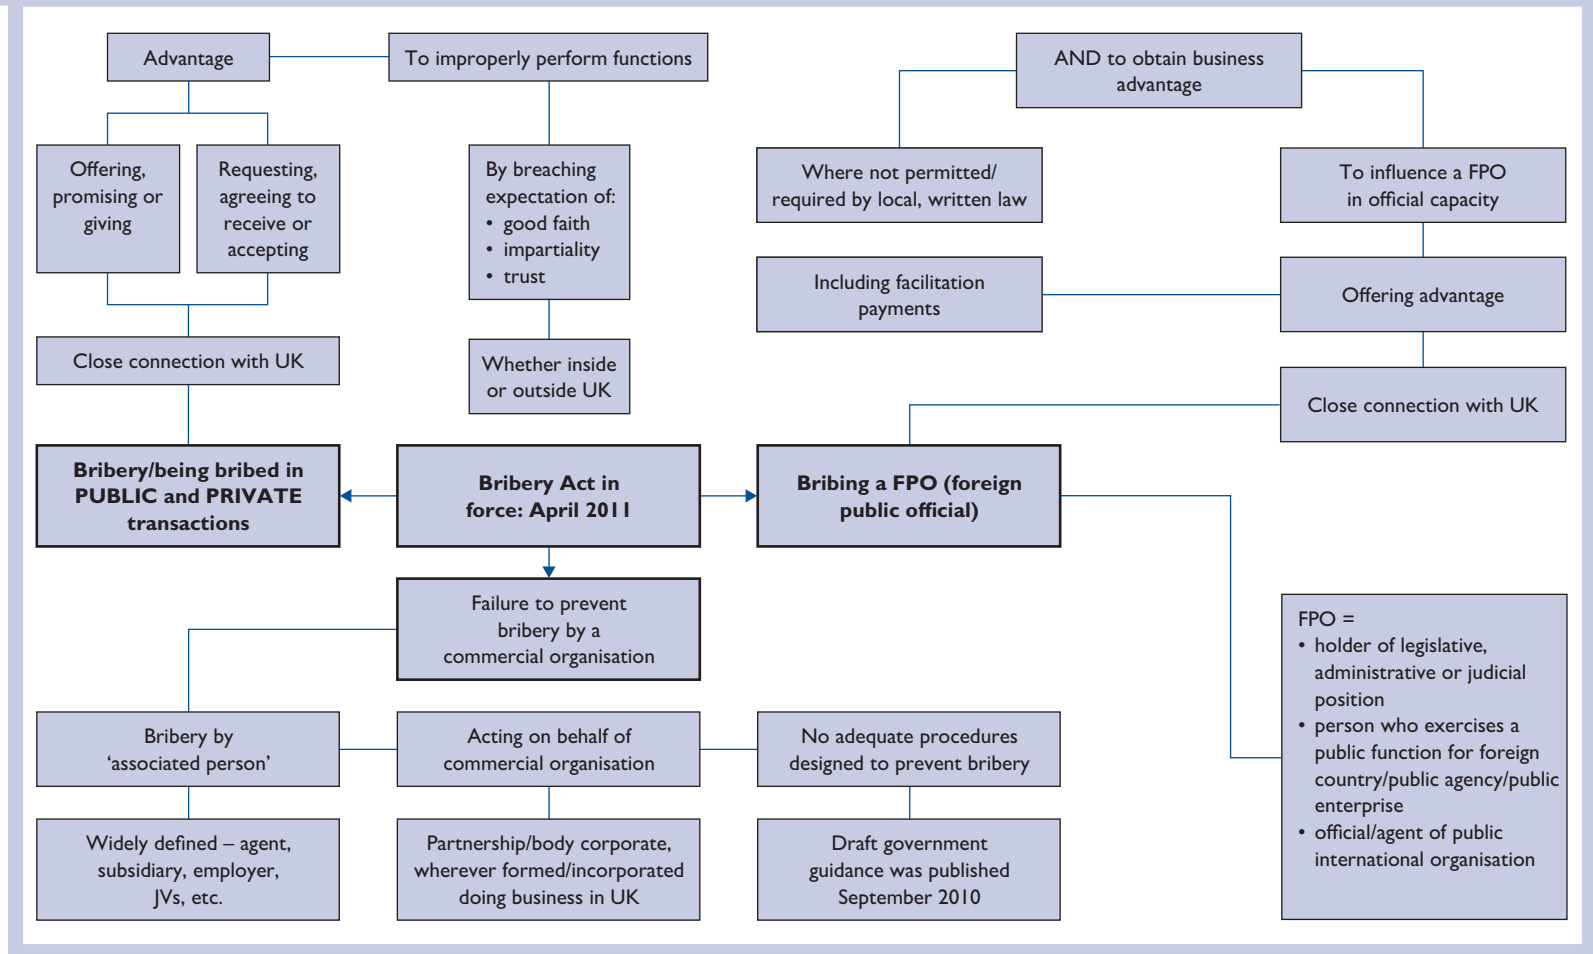 Advantage
To improperly perform functions
Offering,
promising or
giving
Requesting,
agreeing to
receive or
accepting
By breaching
expectation of:
• good faith
• impartiality
• trust
Close connection with UK
Whether inside
or outside UK
AND to obtain business
advantage
Where not permitted/
required by local, written law
To influence a FPO
in official capacity
Including facilitation
payments
Offering advantage
Close connection with UK
Bribery/being bribed in
PUBLIC and PRIVATE
transactions
Bribery Act in
force: April 2011
Bribing a FPO (foreign
public official)
Failure to prevent
bribery by a
commercial organisation
Bribery by
‘associated person’
Acting on behalf of
commercial organisation
No adequate procedures
designed to prevent bribery
Widely defined – agent,
subsidiary, employer,
JVs, etc.
Partnership/body corporate,
wherever formed/incorporated
doing business in UK
Draft government
guidance was published
September 2010
FPO =
• holder of legislative,
administrative or judicial
position
• person who exercises a
public function for foreign
country/public agency/public
enterprise
• official/agent of public
international organisation